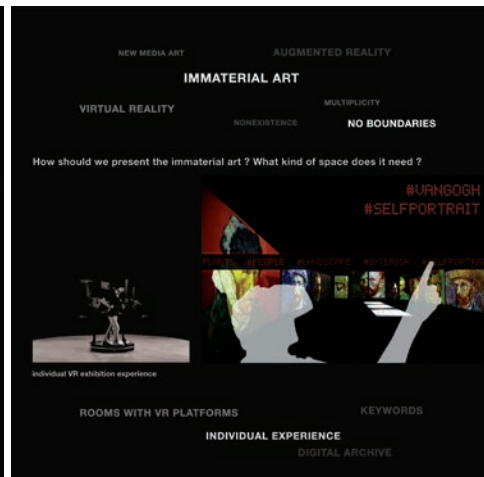 NEW MEDIA ART
AUGMENTED REALITY
IMMATERIAL ART
VIRTUAL REALITY
MULTIPLICITY
NONEXISTENCE
NO BOUNDARIES
How should we present the immaterial art ? What kind of space does it need ?
#VANGOGH
#SELFPORTRAIT
#PEOPLE #LANDSCAPE #INTERIOR
individual VR exhibition experience
ROOMS WITH VR PLATFORMS
KEYWORDS
INDIVIDUAL EXPERIENCE
DIGITAL ARCHIVE